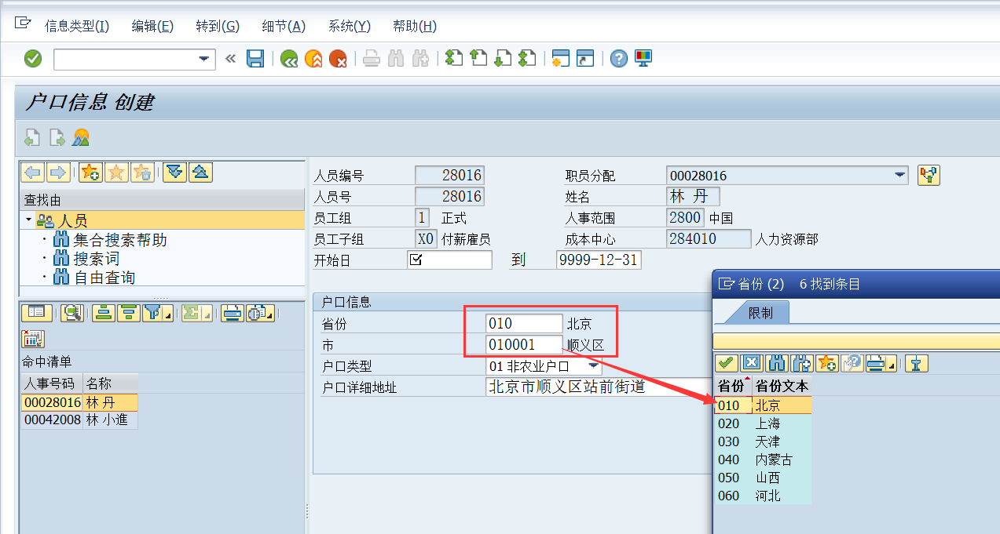 信息类型(I) 编辑(E) 转到(G) 细节(A) 系统(Y) 帮助(H)
户口信息 创建
查找由
人员
集合搜索帮助
搜索词
自由查询
命中清单
人事号码 名称
00028016 林 丹
00042008 林 小進
人员编号 28016 职员分配 00028016
人员号 28016 姓名 林 丹
员工组 1 正式 人事范围 2800 中国
员工子组 X0 付薪雇员 成本中心 284010 人力资源部
开始日 到 9999-12-31
户口信息
省份 010 北京
市 010001 顺义区
户口类型 01 非农业户口
户口详细地址 北京市顺义区站前街道
省份 (2) 6 找到条目
限制
省份 省份文本
010 北京
020 上海
030 天津
040 内蒙古
050 山西
060 河北